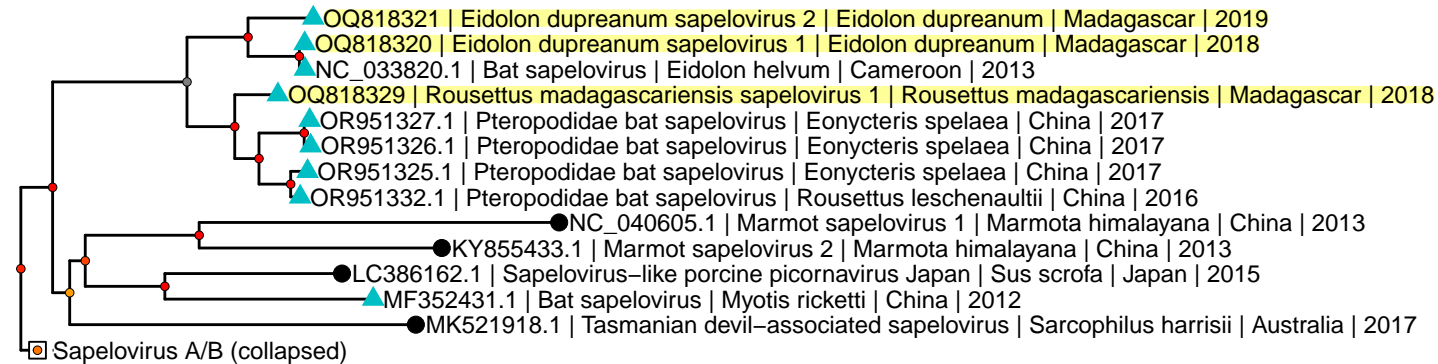 OQ818321 | Eidolon dupreanum sapelovirus 2 | Eidolon dupreanum | Madagascar | 2019
OQ818320 | Eidolon dupreanum sapelovirus 1 | Eidolon dupreanum | Madagascar | 2018
NC_033820.1 | Bat sapelovirus | Eidolon helvum | Cameroon | 2013
OQ818329 | Rousettus madagascariensis sapelovirus 1 | Rousettus madagascariensis | Madagascar | 2018
OR951327.1 | Pteropodidae bat sapelovirus | Eonycteris spelaea | China | 2017
OR951326.1 | Pteropodidae bat sapelovirus | Eonycteris spelaea | China | 2017
OR951325.1 | Pteropodidae bat sapelovirus | Eonycteris spelaea | China | 2017
OR951332.1 | Pteropodidae bat sapelovirus | Rousettus leschenaultii | China | 2016
NC_040605.1 | Marmot sapelovirus 1 | Marmota himalayana | China | 2013
KY855433.1 | Marmot sapelovirus 2 | Marmota himalayana | China | 2013
LC386162.1 | Sapelovirus−like porcine picornavirus Japan | Sus scrofa | Japan | 2015
MF352431.1 | Bat sapelovirus | Myotis ricketti | China | 2012
MK521918.1 | Tasmanian devil−associated sapelovirus | Sarcophilus harrisii | Australia | 2017
Sapelovirus A/B (collapsed)